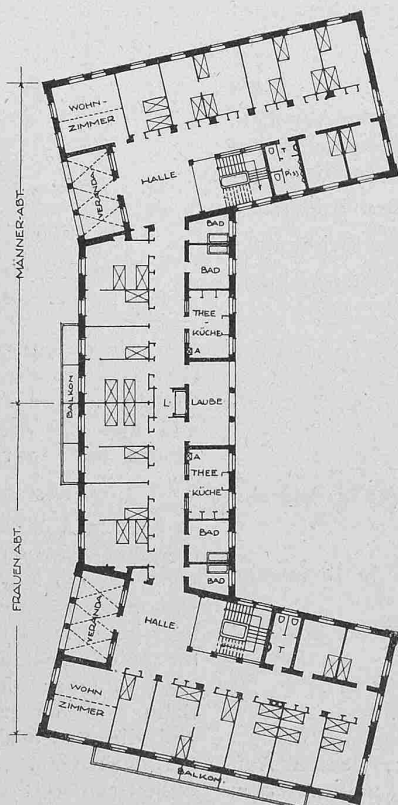 WOHN-
ZIMMER
VERANDA
HALLE
T
P.
BAD
BAD
THEE
-
KÜCHE
A
LAUBE
L
A
THEE
KÜCHE
BAD
BAD
VERANDA
HALLE
T
WOHN
ZIMMER
BALKON
BALKON
MÄNNER-ABT.
FRAUEN-ABT.